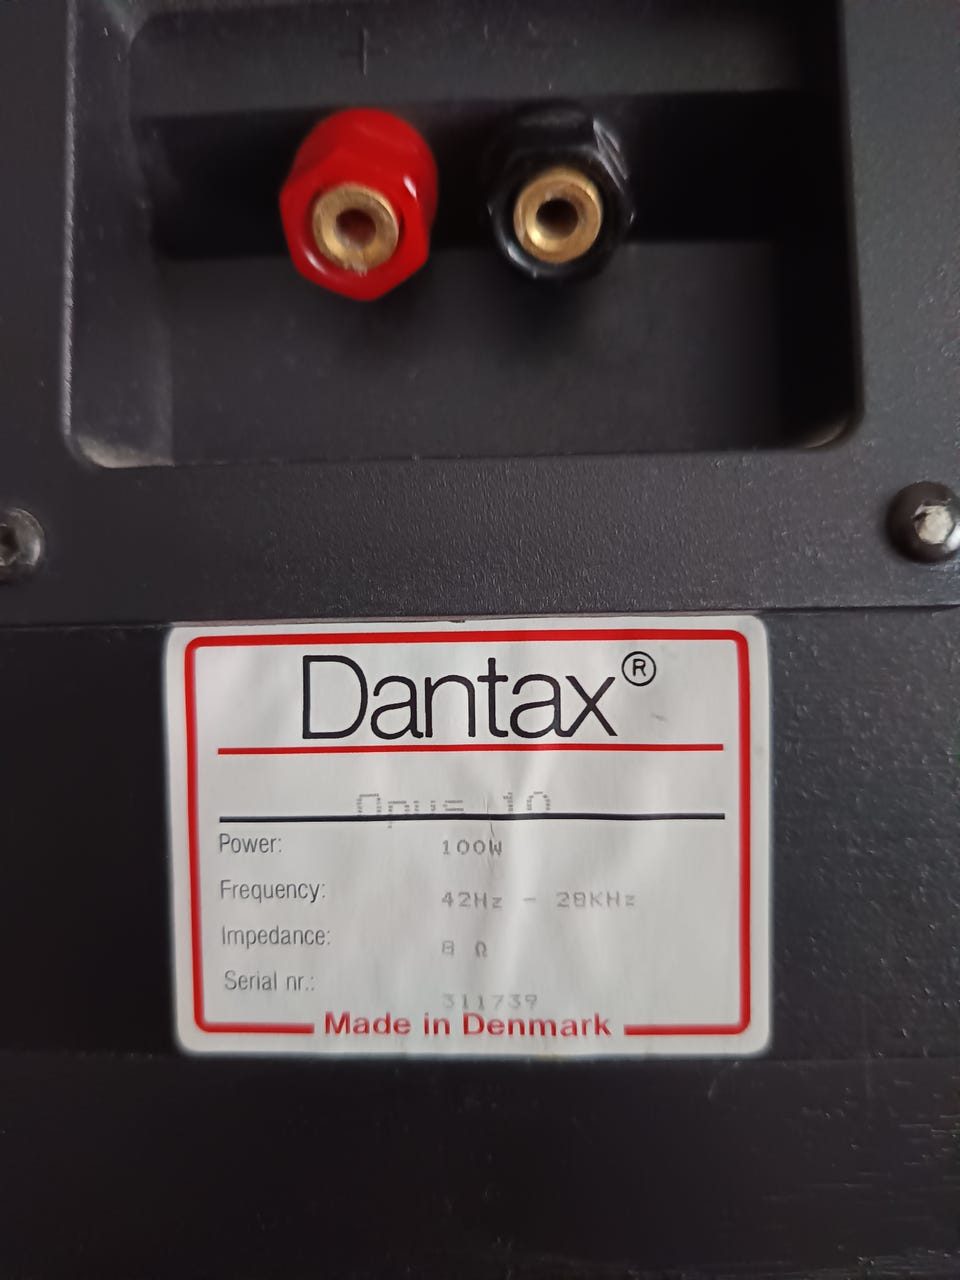 Dantax®
Opus 10
Power: 100W
Frequency: 42Hz - 28KHz
Impedance: 8 Ω
Serial nr.: 311739
Made in Denmark